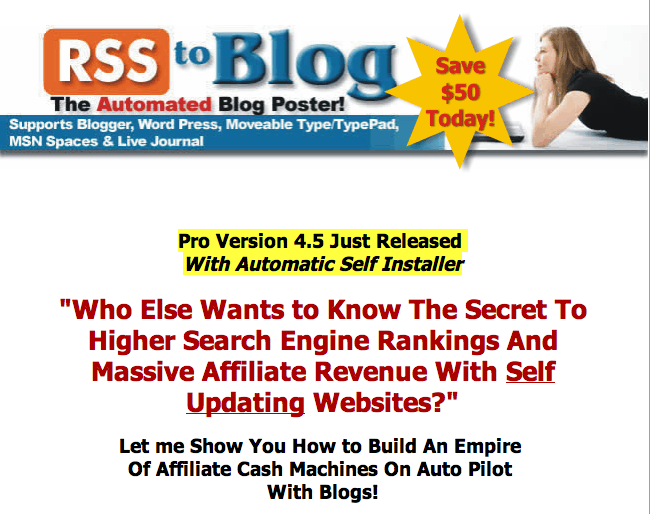 RSS to Blog
Save
$50
Today!
The Automated Blog Poster!
Supports Blogger, Word Press, Moveable Type/TypePad,
MSN Spaces & Live Journal
Pro Version 4.5 Just Released
With Automatic Self Installer
"Who Else Wants to Know The Secret To
Higher Search Engine Rankings And
Massive Affiliate Revenue With Self
Updating Websites?"
Let me Show You How to Build An Empire
Of Affiliate Cash Machines On Auto Pilot
With Blogs!